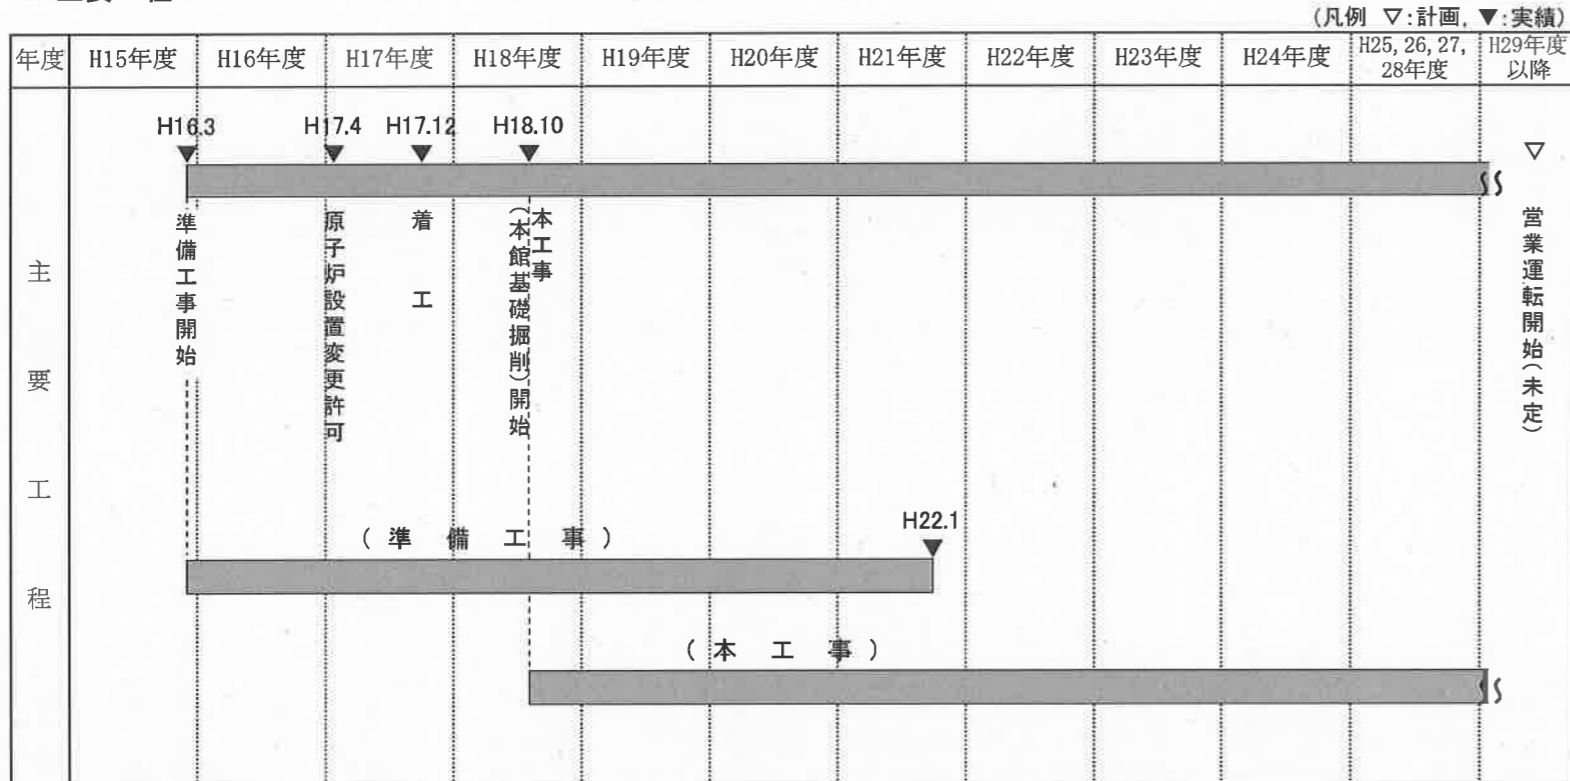 (凡例 ▽:計画, ▼:実績)
年度
H15年度
H16年度
H17年度
H18年度
H19年度
H20年度
H21年度
H22年度
H23年度
H24年度
H25,26,27,
28年度
H29年度
以降
主要工程
H16.3
▼
準備工事開始
H17.4
▼
原子炉設置変更許可
H17.12
▼
着工
H18.10
▼
本工事
(本館基礎掘削)開始
▽
営業運転開始(未定)
(準備工事)
H22.1
▼
(本工事)